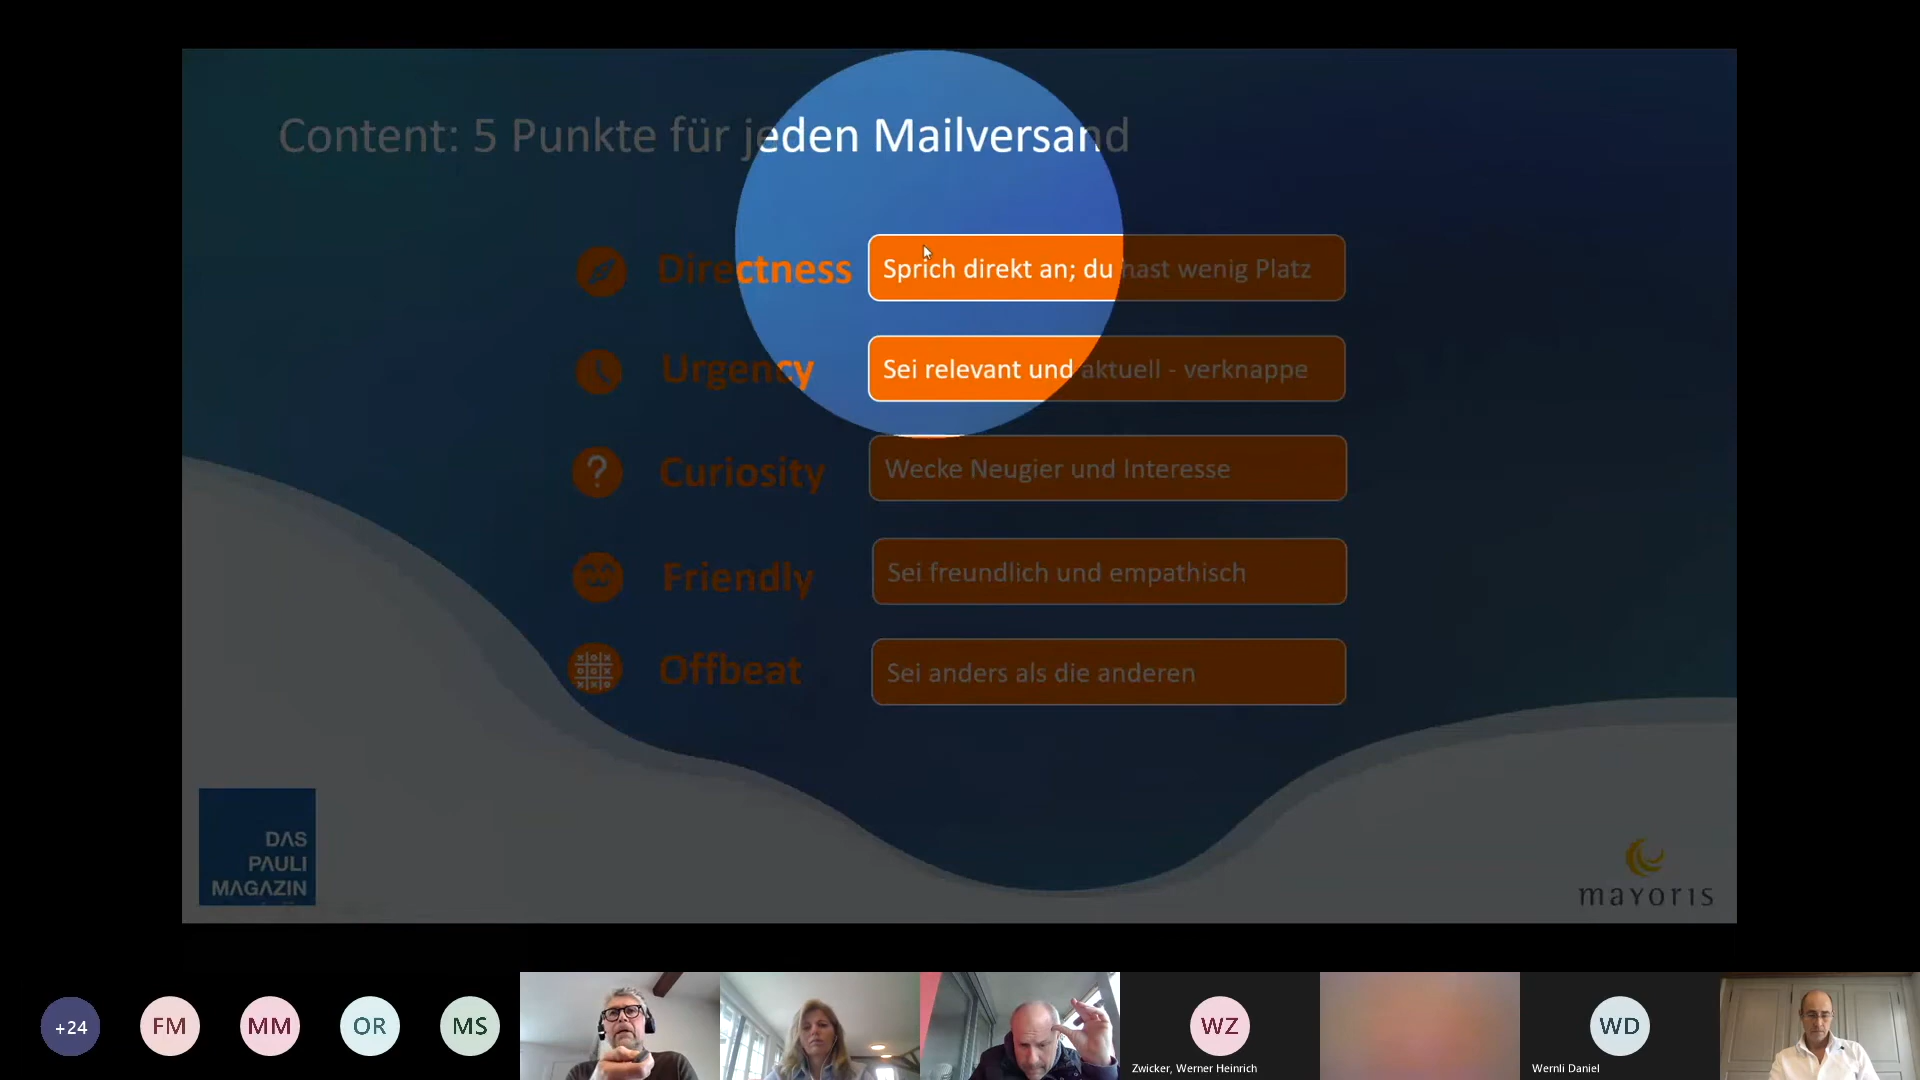 Content: 5 Punkte für jeden Mailversand
Directness
Sprich direkt an; du hast wenig Platz
Urgency
Sei relevant und aktuell - verknappe
Curiosity
Wecke Neugier und Interesse
Friendly
Sei freundlich und empathisch
Offbeat
Sei anders als die anderen
DAS
PAULI
MAGAZIN
mayoris
+24
FM
MM
OR
MS
WZ
Zwicker, Werner Heinrich
WD
Wernli Daniel